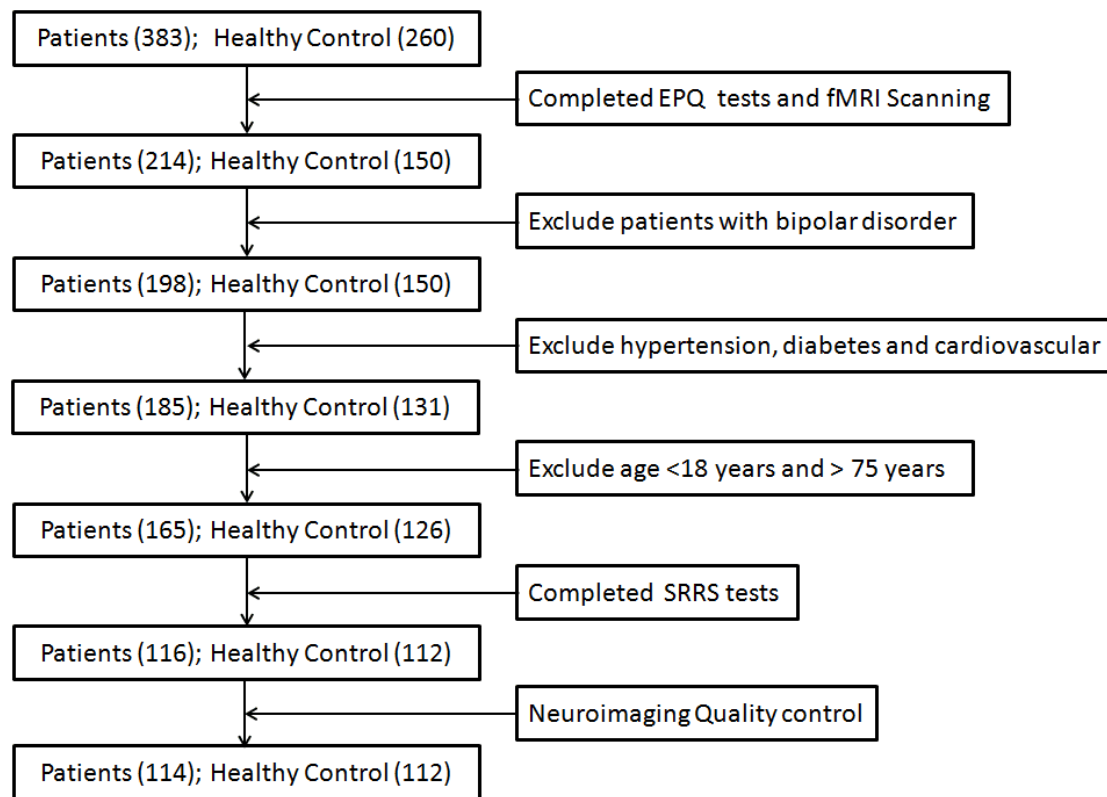 Patients (383); Healthy Control (260)
Completed EPQ tests and fMRI Scanning
Patients (214); Healthy Control (150)
Exclude patients with bipolar disorder
Patients (198); Healthy Control (150)
Exclude hypertension, diabetes and cardiovascular
Patients (185); Healthy Control (131)
Exclude age <18 years and > 75 years
Patients (165); Healthy Control (126)
Completed SRRS tests
Patients (116); Healthy Control (112)
Neuroimaging Quality control
Patients (114); Healthy Control (112)